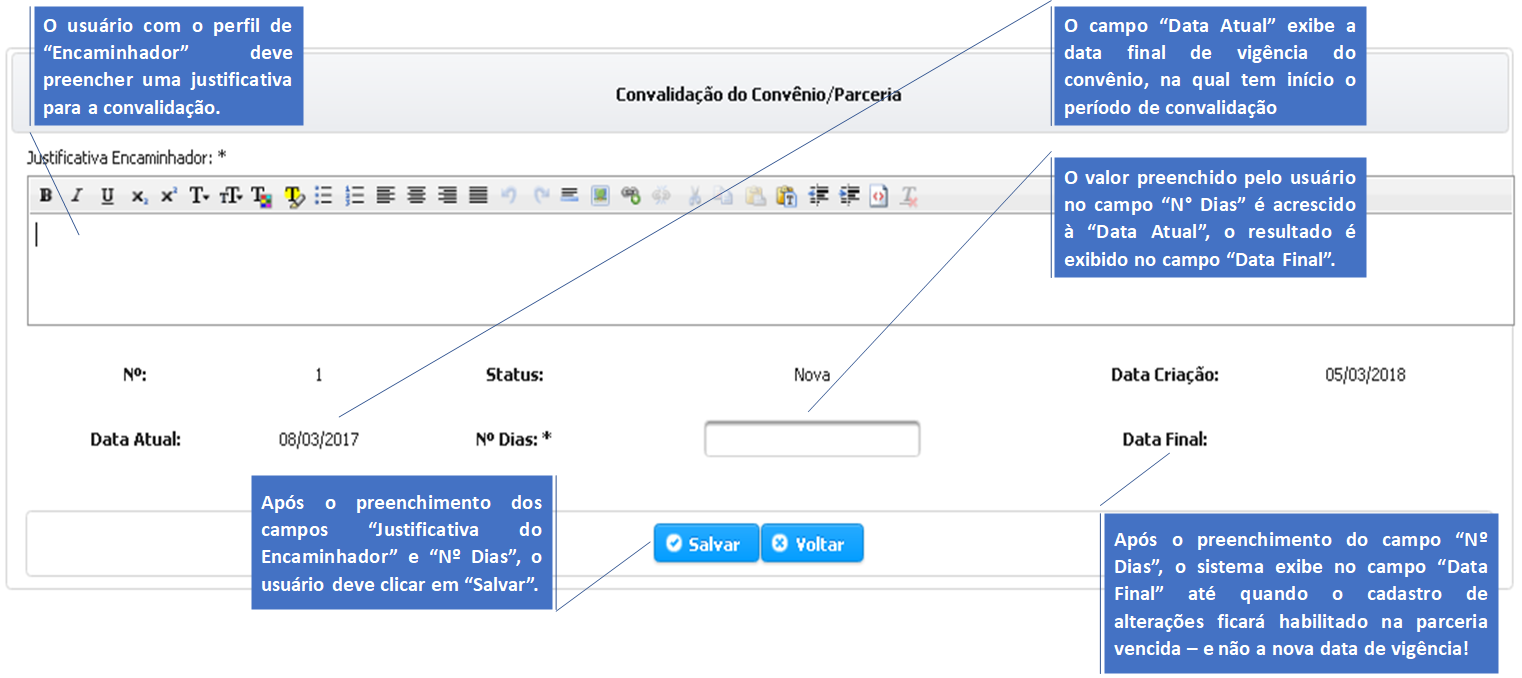 O usuário com o perfil de
“Encaminhador” deve
preencher uma justificativa
para a convalidação.
O campo “Data Atual” exibe a
data final de vigência do
convênio, na qual tem início o
período de convalidação
Convalidação do Convênio/Parceria
Justificativa Encaminhador: *
O valor preenchido pelo usuário
no campo “N° Dias” é acrescido
à “Data Atual”, o resultado é
exibido no campo “Data Final”.
Nº: 1 Status: Nova Data Criação: 05/03/2018
Data Atual: 08/03/2017 Nº Dias: * Data Final:
Após o preenchimento dos
campos “Justificativa do
Encaminhador” e “Nº Dias”, o
usuário deve clicar em “Salvar”.
Salvar Voltar
Após o preenchimento do campo “Nº
Dias”, o sistema exibe no campo “Data
Final” até quando o cadastro de
alterações ficará habilitado na parceria
vencida – e não a nova data de vigência!